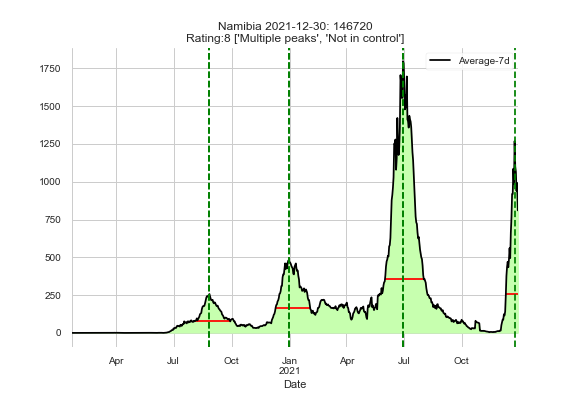 Namibia 2021-12-30: 146720
Rating:8 ['Multiple peaks', 'Not in control']
Average-7d
1750
1500
1250
1000
750
500
250
0
Apr Jul Oct Jan Apr Jul Oct
2021
Date